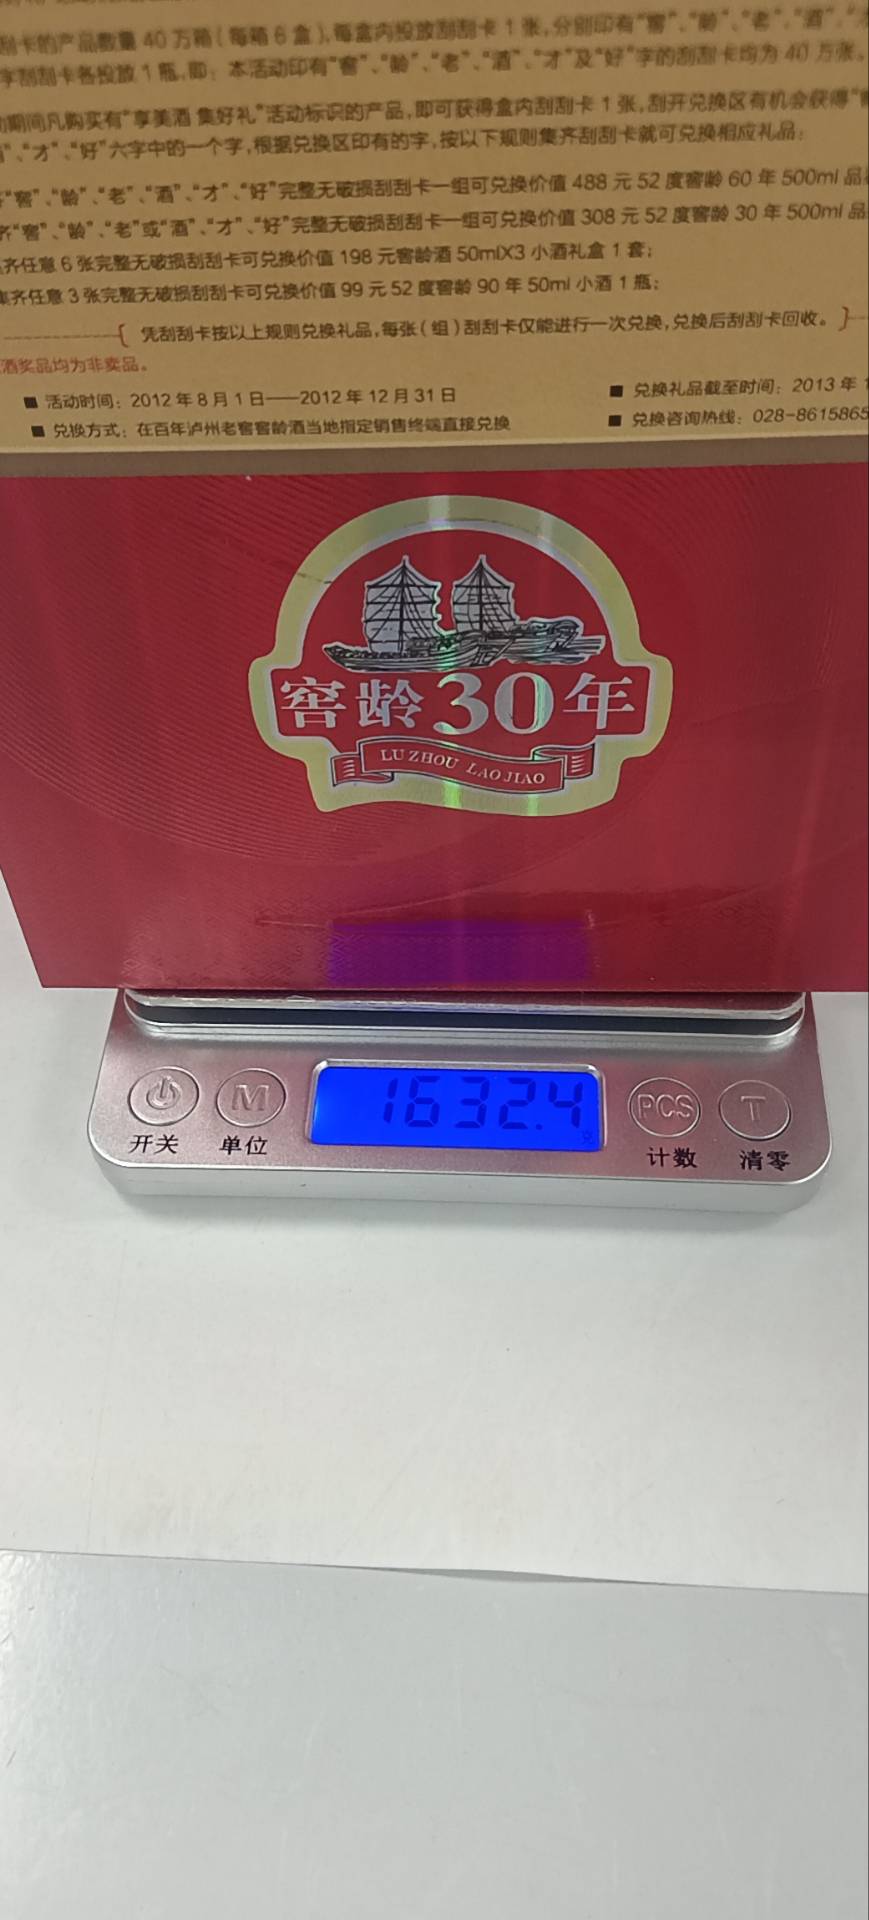 刮卡的产品数量 40 万箱（每箱 6 盒），每盒内投放刮刮卡 1 张，分别印有“窖”、“龄”、“老”、“酒”、
字刮刮卡各投放 1 瓶，即：本活动印有“窖”、“龄”、“老”、“酒”、“才”及“好”字的刮刮卡均为 40 万张。
期间凡购买有“享美酒 集好礼”活动标识的产品，即可获得盒内刮刮卡 1 张，刮开兑换区有机会获得“
”、“才”、“好”六字中的一个字，根据兑换区印有的字，按以下规则集齐刮刮卡就可兑换相应礼品：
“窖”、“龄”、“老”、“酒”、“才”、“好”完整无破损刮刮卡一组可兑换价值 488 元 52 度窖龄 60 年 500ml 品
齐“窖”、“龄”、“老”或“酒”、“才”、“好”完整无破损刮刮卡一组可兑换价值 308 元 52 度窖龄 30 年 500ml 品
齐任意 6 张完整无破损刮刮卡可兑换价值 198 元窖龄酒 50mlX3 小酒礼盒 1 套；
集齐任意 3 张完整无破损刮刮卡可兑换价值 99 元 52 度窖龄 90 年 50ml 小酒 1 瓶；
{ 凭刮刮卡按以上规则兑换礼品，每张（组）刮刮卡仅能进行一次兑换，兑换后刮刮卡回收。 }
酒奖品均为非卖品。
■ 活动时间：2012 年 8 月 1 日——2012 年 12 月 31 日
■ 兑换礼品截至时间：2013 年 1
■ 兑换方式：在百年泸州老窖窖龄酒当地指定销售终端直接兑换
■ 兑换咨询热线：028-8615865
窖龄30年
LU ZHOU LAO JIAO
1632.4
M
PCS
T
开关
单位
计数
清零